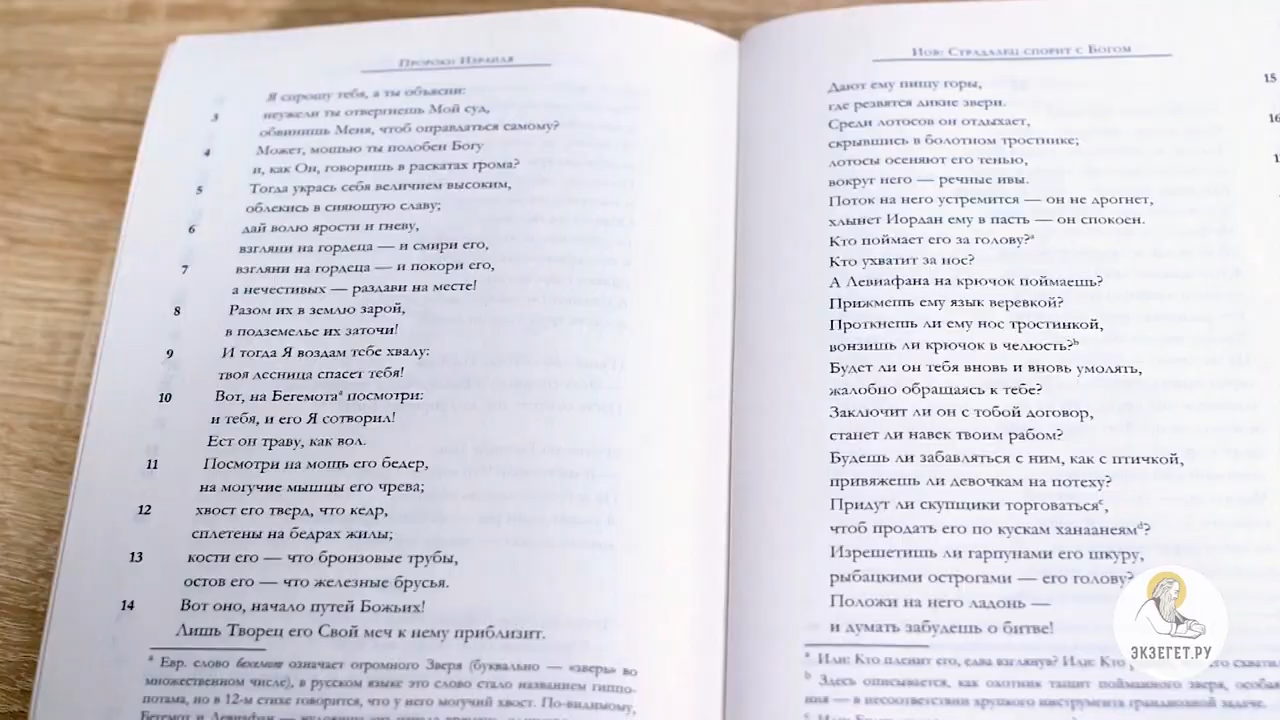 Пророки Израиля
Я спрошу тебя, а ты объясни:
3 неужели ты отвергнешь Мой суд,
обвинишь Меня, чтоб оправдаться самому?
4 Может, мощью ты подобен Богу
и, как Он, говоришь в раскатах грома?
5 Тогда укрась себя величием высоким,
облекись в сияющую славу;
6 дай волю ярости и гневу,
взгляни на гордеца — и смири его,
7 взгляни на гордеца — и покори его,
а нечестивых — раздави на месте!
8 Разом их в землю зарой,
в подземелье их заточи!
9 И тогда Я воздам тебе хвалу:
твоя десница спасет тебя!
10 Вот, на Бегемотаª посмотри:
и тебя, и его Я сотворил!
Ест он траву, как вол.
11 Посмотри на мощь его бедер,
на могучие мышцы его чрева;
12 хвост его тверд, что кедр,
сплетены на бедрах жилы;
13 кости его — что бронзовые трубы,
остов его — что железные брусья.
14 Вот оно, начало путей Божьих!
Лишь Творец его Свой меч к нему приблизит.
ª Евр. слово бехемот означает огромного Зверя (буквально — «зверь» во
множественном числе), в русском языке это слово стало названием гиппо-
потама, но в 12-м стихе говорится, что у него могучий хвост. По-видимому,
Бегемот и Левиафан —
Иов: Страдалец спорит с Богом
Дают ему пищу горы, 15
где резвятся дикие звери.
Среди лотосов он отдыхает, 16
скрывшись в болотном тростнике;
лотосы осеняют его тенью,
вокруг него — речные ивы.
Поток на него устремится — он не дрогнет,
хлынет Иордан ему в пасть — он спокоен.
Кто поймает его за голову?ª
Кто ухватит за нос?
А Левиафана на крючок поймаешь?
Прижмешь ему язык веревкой?
Проткнешь ли ему нос тростинкой,
вонзишь ли крючок в челюсть?ᵇ
Будет ли он тебя вновь и вновь умолять,
жалобно обращаясь к тебе?
Заключит ли он с тобой договор,
станет ли навек твоим рабом?
Будешь ли забавляться с ним, как с птичкой,
привяжешь ли девочкам на потеху?
Придут ли скупщики торговатьсяᶜ,
чтоб продать его по кускам ханаанеямᵈ?
Изрешетишь ли гарпунами его шкуру,
рыбацкими острогами — его голову?
Положи на него ладонь —
и думать забудешь о битве!
ª Или: Кто пленит его, едва взглянув? Или: Кто
ᵇ Здесь описывается, как охотник тащит пойманного зверя,
ния — в несоответствии хрупкого инструмента грандиозной задаче.
ᶜ Или:
ЭКЗЕГЕТ.РУ